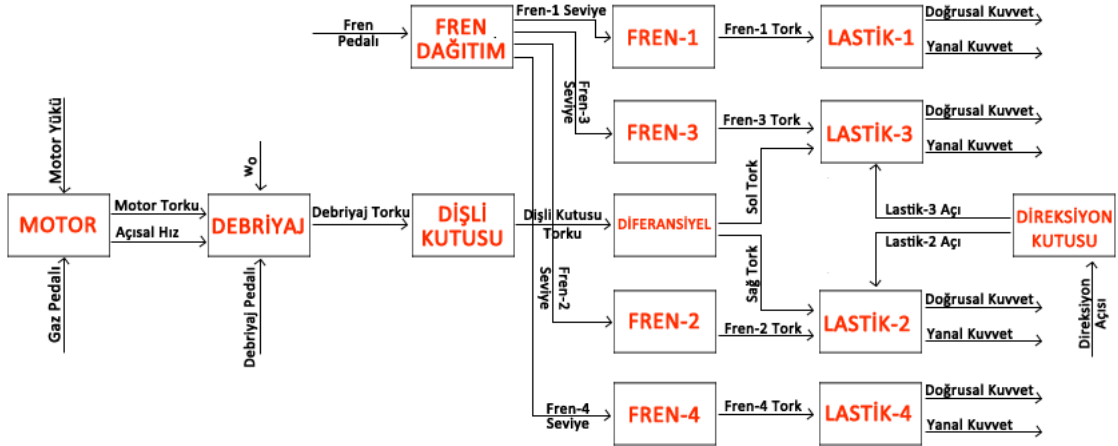 Fren
Pedalı
FREN
DAĞITIM
Fren-1 Seviye
FREN-1
Fren-1 Tork
LASTİK-1
Doğrusal Kuvvet
Yanal Kuvvet
Fren-3
Seviye
FREN-3
Fren-3 Tork
LASTİK-3
Doğrusal Kuvvet
Yanal Kuvvet
Motor Yükü
MOTOR
Gaz Pedalı
Motor Torku
Açısal Hız
wo
DEBRİYAJ
Debriyaj Pedalı
Debriyaj Torku
DİŞLİ
KUTUSU
Dişli Kutusu
Torku
DİFERANSİYEL
Sol Tork
Sağ Tork
Lastik-3 Açı
Lastik-2 Açı
DİREKSİYON
KUTUSU
Direksiyon
Açısı
Fren-2
Seviye
FREN-2
Fren-2 Tork
LASTİK-2
Doğrusal Kuvvet
Yanal Kuvvet
Fren-4
Seviye
FREN-4
Fren-4 Tork
LASTİK-4
Doğrusal Kuvvet
Yanal Kuvvet